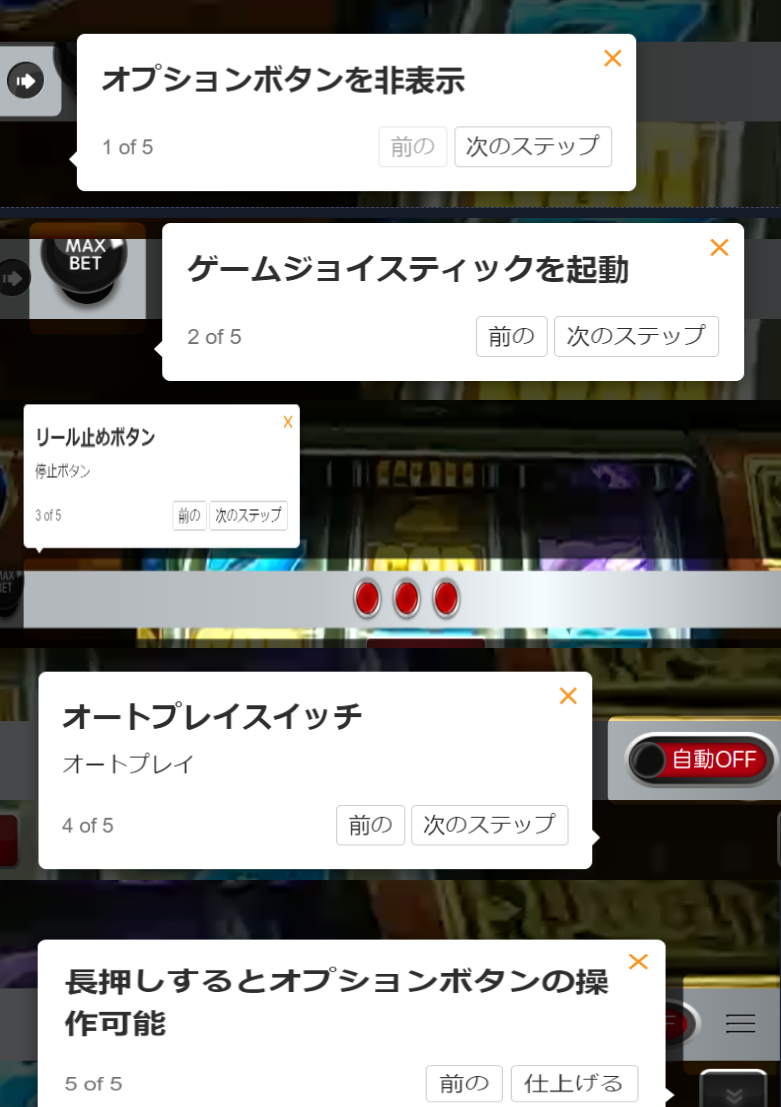 オプションボタンを非表示
1 of 5
前の
次のステップ
MAX
BET
ゲームジョイスティックを起動
2 of 5
前の
次のステップ
リール止めボタン
停止ボタン
3 of 5
前の
次のステップ
オートプレイスイッチ
オートプレイ
自動OFF
4 of 5
前の
次のステップ
長押しするとオプションボタンの操
作可能
5 of 5
前の
仕上げる